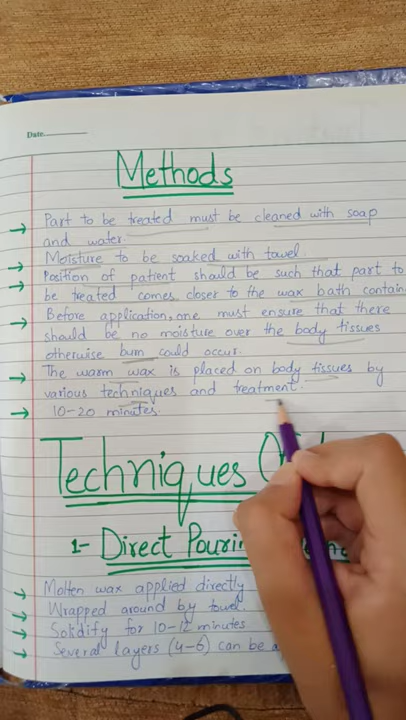 Date
Methods
→ Part to be treated must be cleaned with soap
and water.
→ Moisture to be soaked with towel.
→ Position of patient should be such that part to
be treated comes closer to the wax bath contain
→ Before application, one must ensure that there
should be no moisture over the body tissues
otherwise burn could occur.
→ The warm wax is placed on body tissues by
various techniques and treatment.
→ 10-20 minutes.
Techniques
1- Direct Pouring
→ Molten wax applied directly
→ Wrapped around by towel.
→ Solidify for 10-12 minutes
→ Several layers (4-6) can be a